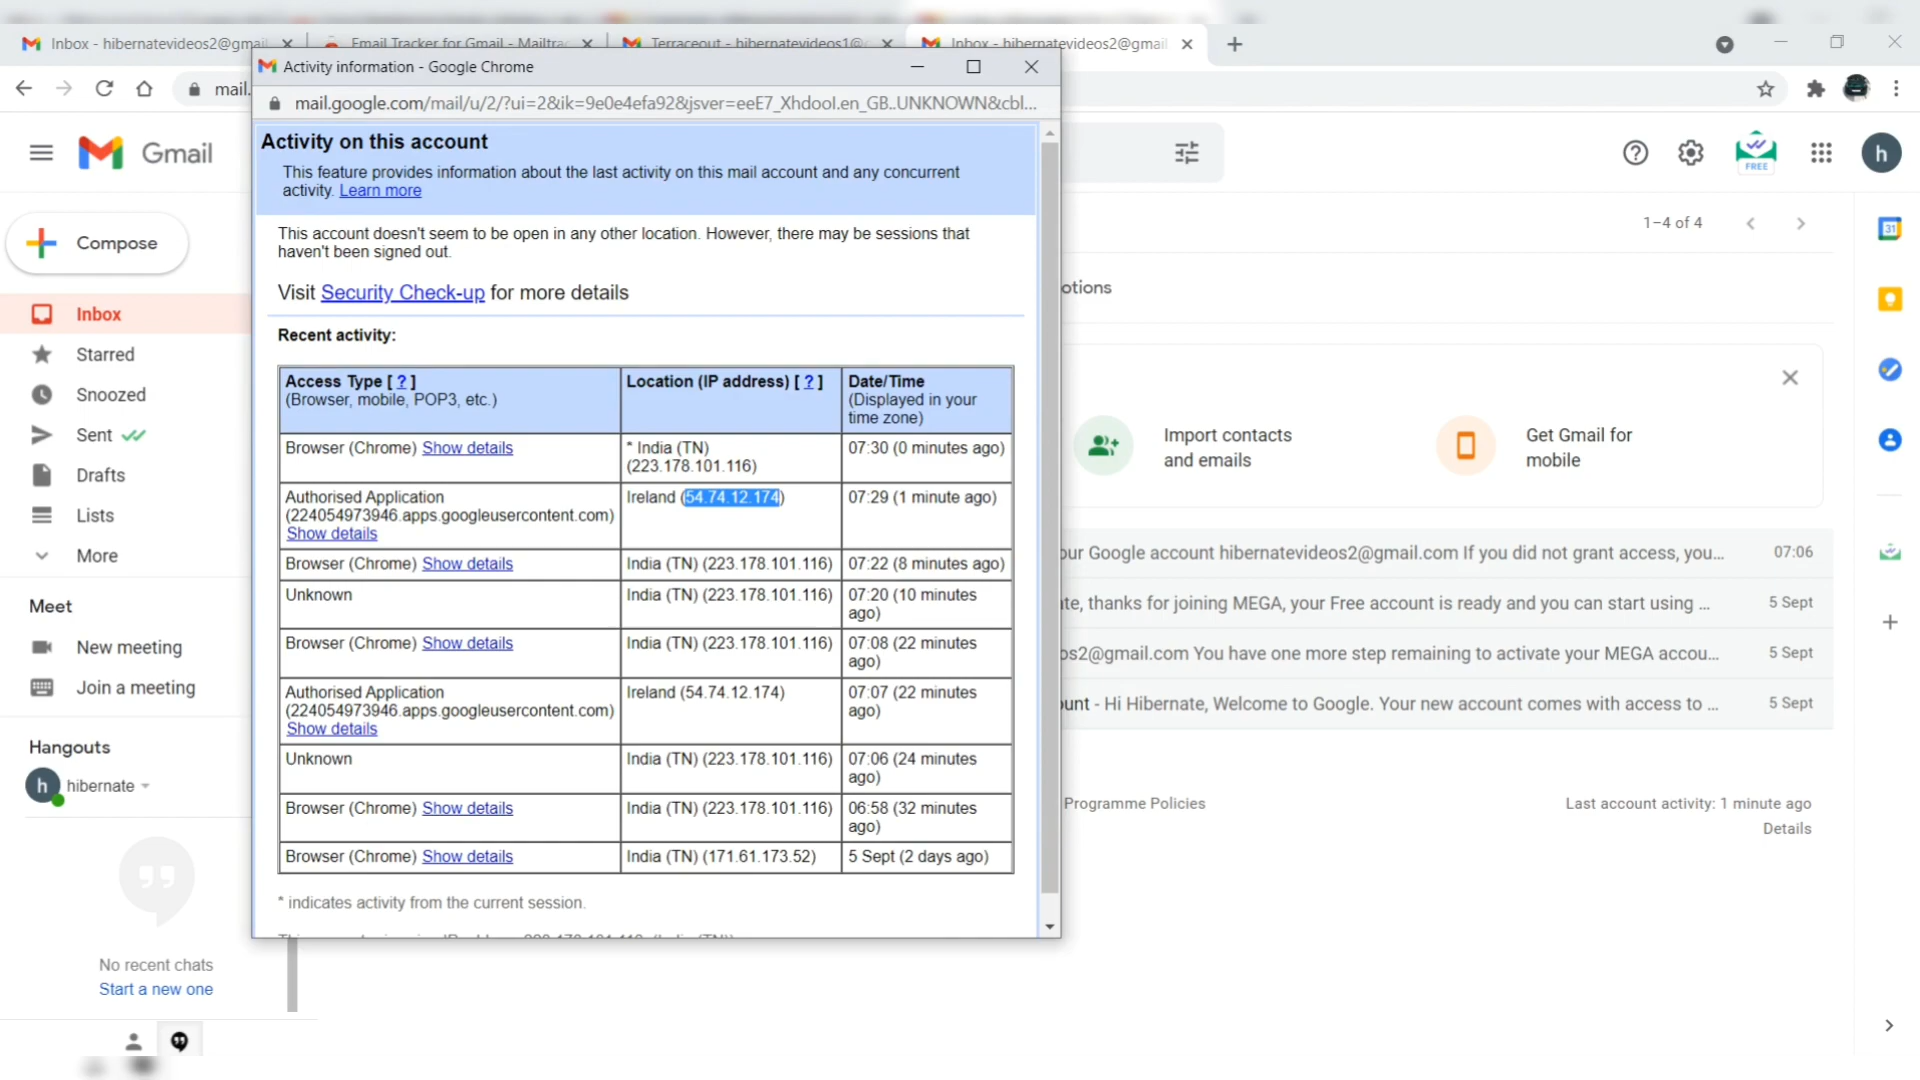 Inbox - hibernatevideos2@gmail
Email Tracker for Gmail - Mailtrac
Terraceout - hibernatevideos1@
Inbox - hibernatevideos2@gmail
mail.
Activity information - Google Chrome
mail.google.com/mail/u/2/?ui=2&ik=9e0e4efa92&jsver=eeE7_Xhdool.en_GB..UNKNOWN&cbl...
Gmail
FREE
h
Compose
Inbox
Starred
Snoozed
Sent
Drafts
Lists
More
Meet
New meeting
Join a meeting
Hangouts
h hibernate
No recent chats
Start a new one
Activity on this account
This feature provides information about the last activity on this mail account and any concurrent
activity. Learn more
This account doesn't seem to be open in any other location. However, there may be sessions that
haven't been signed out.
Visit Security Check-up for more details
Recent activity:
Access Type [ ? ]
(Browser, mobile, POP3, etc.)
Location (IP address) [ ? ]
Date/Time
(Displayed in your
time zone)
Browser (Chrome) Show details
* India (TN)
(223.178.101.116)
07:30 (0 minutes ago)
Authorised Application
(224054973946.apps.googleusercontent.com)
Show details
Ireland (54.74.12.174)
07:29 (1 minute ago)
Browser (Chrome) Show details
India (TN) (223.178.101.116)
07:22 (8 minutes ago)
Unknown
India (TN) (223.178.101.116)
07:20 (10 minutes
ago)
Browser (Chrome) Show details
India (TN) (223.178.101.116)
07:08 (22 minutes
ago)
Authorised Application
(224054973946.apps.googleusercontent.com)
Show details
Ireland (54.74.12.174)
07:07 (22 minutes
ago)
Unknown
India (TN) (223.178.101.116)
07:06 (24 minutes
ago)
Browser (Chrome) Show details
India (TN) (223.178.101.116)
06:58 (32 minutes
ago)
Browser (Chrome) Show details
India (TN) (171.61.173.52)
5 Sept (2 days ago)
* indicates activity from the current session.
1–4 of 4
otions
Import contacts
and emails
Get Gmail for
mobile
our Google account hibernatevideos2@gmail.com If you did not grant access, you... 07:06
te, thanks for joining MEGA, your Free account is ready and you can start using ... 5 Sept
os2@gmail.com You have one more step remaining to activate your MEGA accou... 5 Sept
ount - Hi Hibernate, Welcome to Google. Your new account comes with access to ... 5 Sept
Programme Policies
Last account activity: 1 minute ago
Details
31